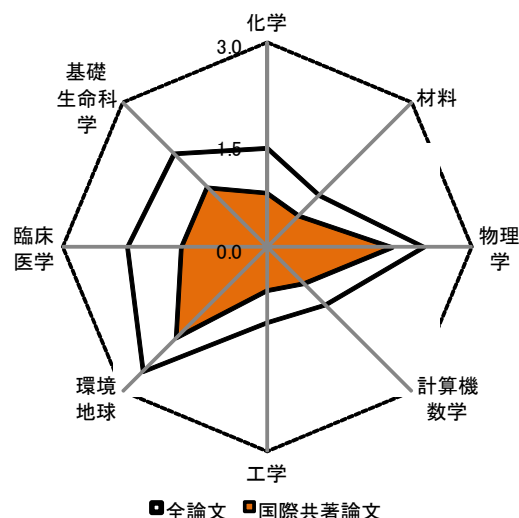 化学
3.0
基礎
生命科
学
材料
1.5
臨床
医学
0.0
物理
学
環境
地球
計算機
数学
工学
全論文 国際共著論文